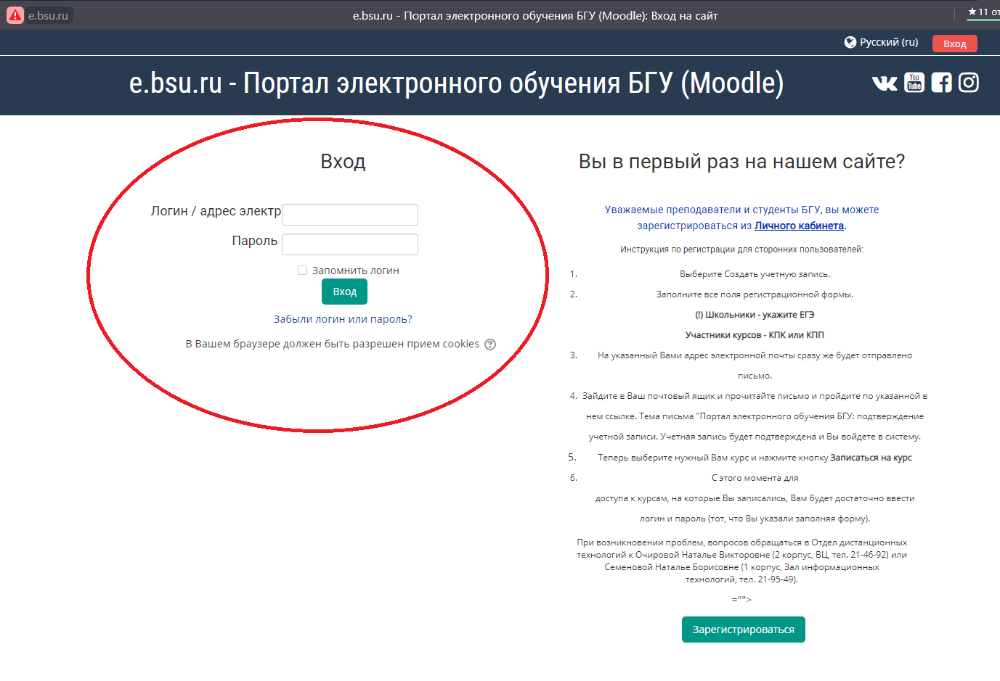 e.bsu.ru
e.bsu.ru - Портал электронного обучения БГУ (Moodle): Вход на сайт
★ 11 от
Русский (ru)
Вход
e.bsu.ru - Портал электронного обучения БГУ (Moodle)
You Tube
Вход
Логин / адрес электр
Пароль
Запомнить логин
Вход
Забыли логин или пароль?
В Вашем браузере должен быть разрешен прием cookies
Вы в первый раз на нашем сайте?
Уважаемые преподаватели и студенты БГУ, вы можете
зарегистрироваться из Личного кабинета.
Инструкция по регистрации для сторонних пользователей:
1. Выберите Создать учетную запись.
2. Заполните все поля регистрационной формы.
(!) Школьники - укажите ЕГЭ
Участники курсов - КПК или КПП
3. На указанный Вами адрес электронной почты сразу же будет отправлено
письмо.
4. Зайдите в Ваш почтовый ящик и прочитайте письмо и пройдите по указанной в
нем ссылке. Тема письма "Портал электронного обучения БГУ: подтверждение
учетной записи. Учетная запись будет подтверждена и Вы войдете в систему.
5. Теперь выберите нужный Вам курс и нажмите кнопку Записаться на курс
6. С этого момента для
доступа к курсам, на которые Вы записались, Вам будет достаточно ввести
логин и пароль (тот, что Вы указали заполняя форму).
При возникновении проблем, вопросов обращаться в Отдел дистанционных
технологий к Очировой Наталье Викторовне (2 корпус, ВЦ, тел. 21-46-92) или
Семеновой Наталье Борисовне (1 корпус, Зал информационных
технологий, тел. 21-95-49).
="">
Зарегистрироваться